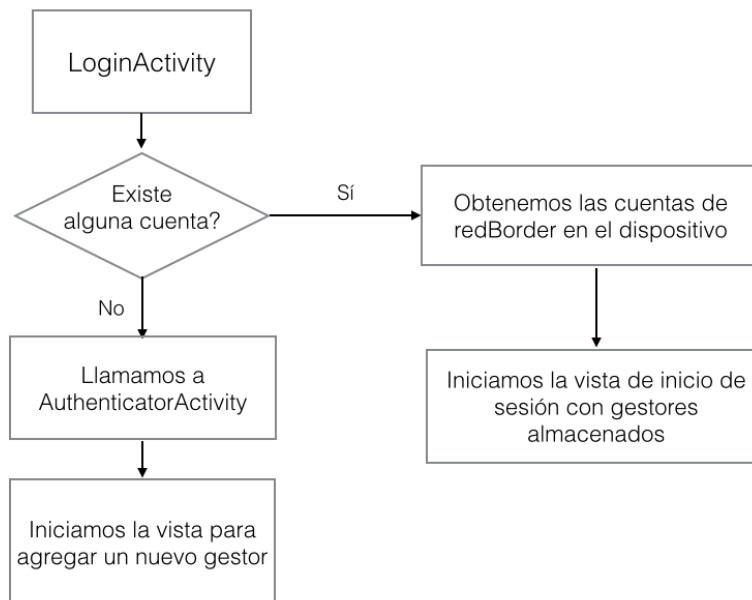 LoginActivity
Existe
alguna cuenta?
Sí
Obtenemos las cuentas de
redBorder en el dispositivo
No
Llamamos a
AuthenticatorActivity
Iniciamos la vista de inicio de
sesión con gestores
almacenados
Iniciamos la vista para
agregar un nuevo gestor